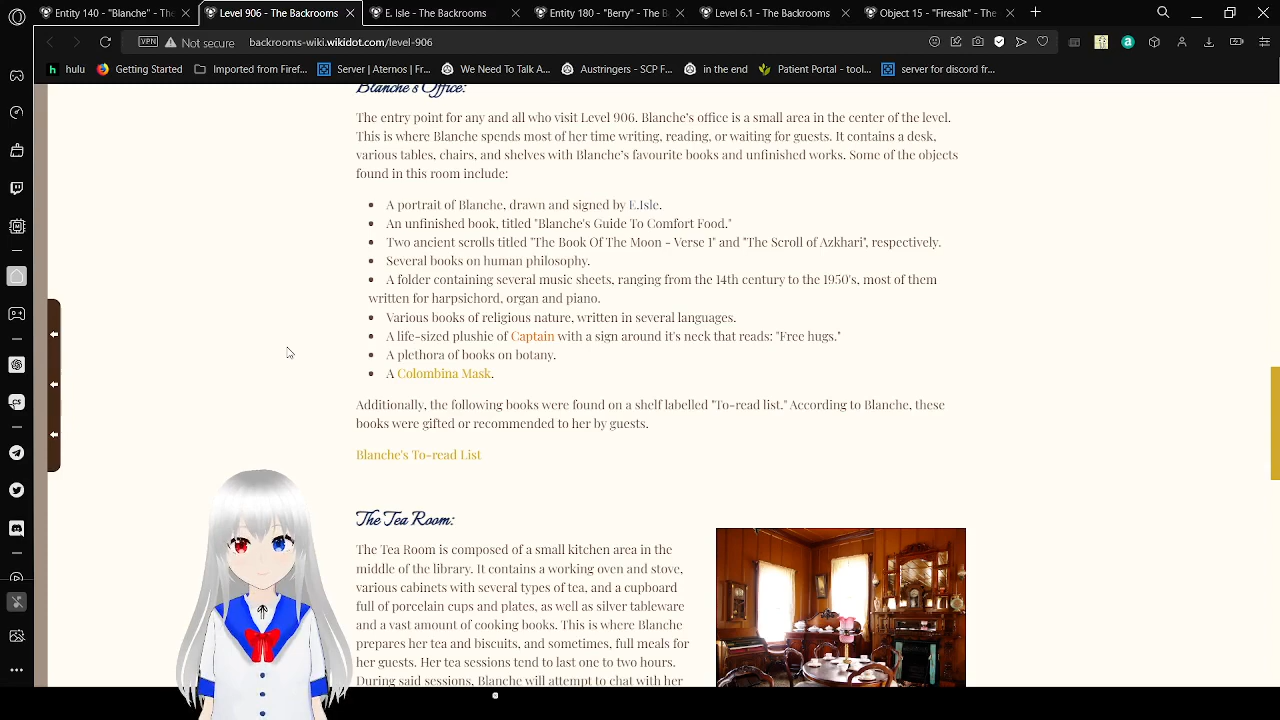 Entity 140 - "Blanche" - The
Level 906 - The Backrooms
E. Isle - The Backrooms
Entity 180 - "Berry" - The B
Level 6.1 - The Backrooms
Object 15 - "Firesalt" - The
VPN
Not secure
backrooms-wiki.wikidot.com/level-906
hulu
Getting Started
Imported from Firef...
Server | Aternos | Fr...
We Need To Talk A...
Austringers - SCP F...
in the end
Patient Portal - tool...
server for discord fr...
Blanche's Office:
The entry point for any and all who visit Level 906. Blanche's office is a small area in the center of the level.
This is where Blanche spends most of her time writing, reading, or waiting for guests. It contains a desk,
various tables, chairs, and shelves with Blanche's favourite books and unfinished works. Some of the objects
found in this room include:
A portrait of Blanche, drawn and signed by E.Isle.
An unfinished book, titled "Blanche's Guide To Comfort Food."
Two ancient scrolls titled "The Book Of The Moon - Verse 1" and "The Scroll of Azkhari", respectively.
Several books on human philosophy.
A folder containing several music sheets, ranging from the 14th century to the 1950's, most of them
written for harpsichord, organ and piano.
Various books of religious nature, written in several languages.
A life-sized plushie of Captain with a sign around it's neck that reads: "Free hugs."
A plethora of books on botany.
A Colombina Mask.
Additionally, the following books were found on a shelf labelled "To-read list." According to Blanche, these
books were gifted or recommended to her by guests.
Blanche's To-read List
The Tea Room:
The Tea Room is composed of a small kitchen area in the
middle of the library. It contains a working oven and stove,
various cabinets with several types of tea, and a cupboard
full of porcelain cups and plates, as well as silver tableware
and a vast amount of cooking books. This is where Blanche
prepares her tea and biscuits, and sometimes, full meals for
her guests. Her tea sessions tend to last one to two hours.
During said sessions, Blanche will attempt to chat with her